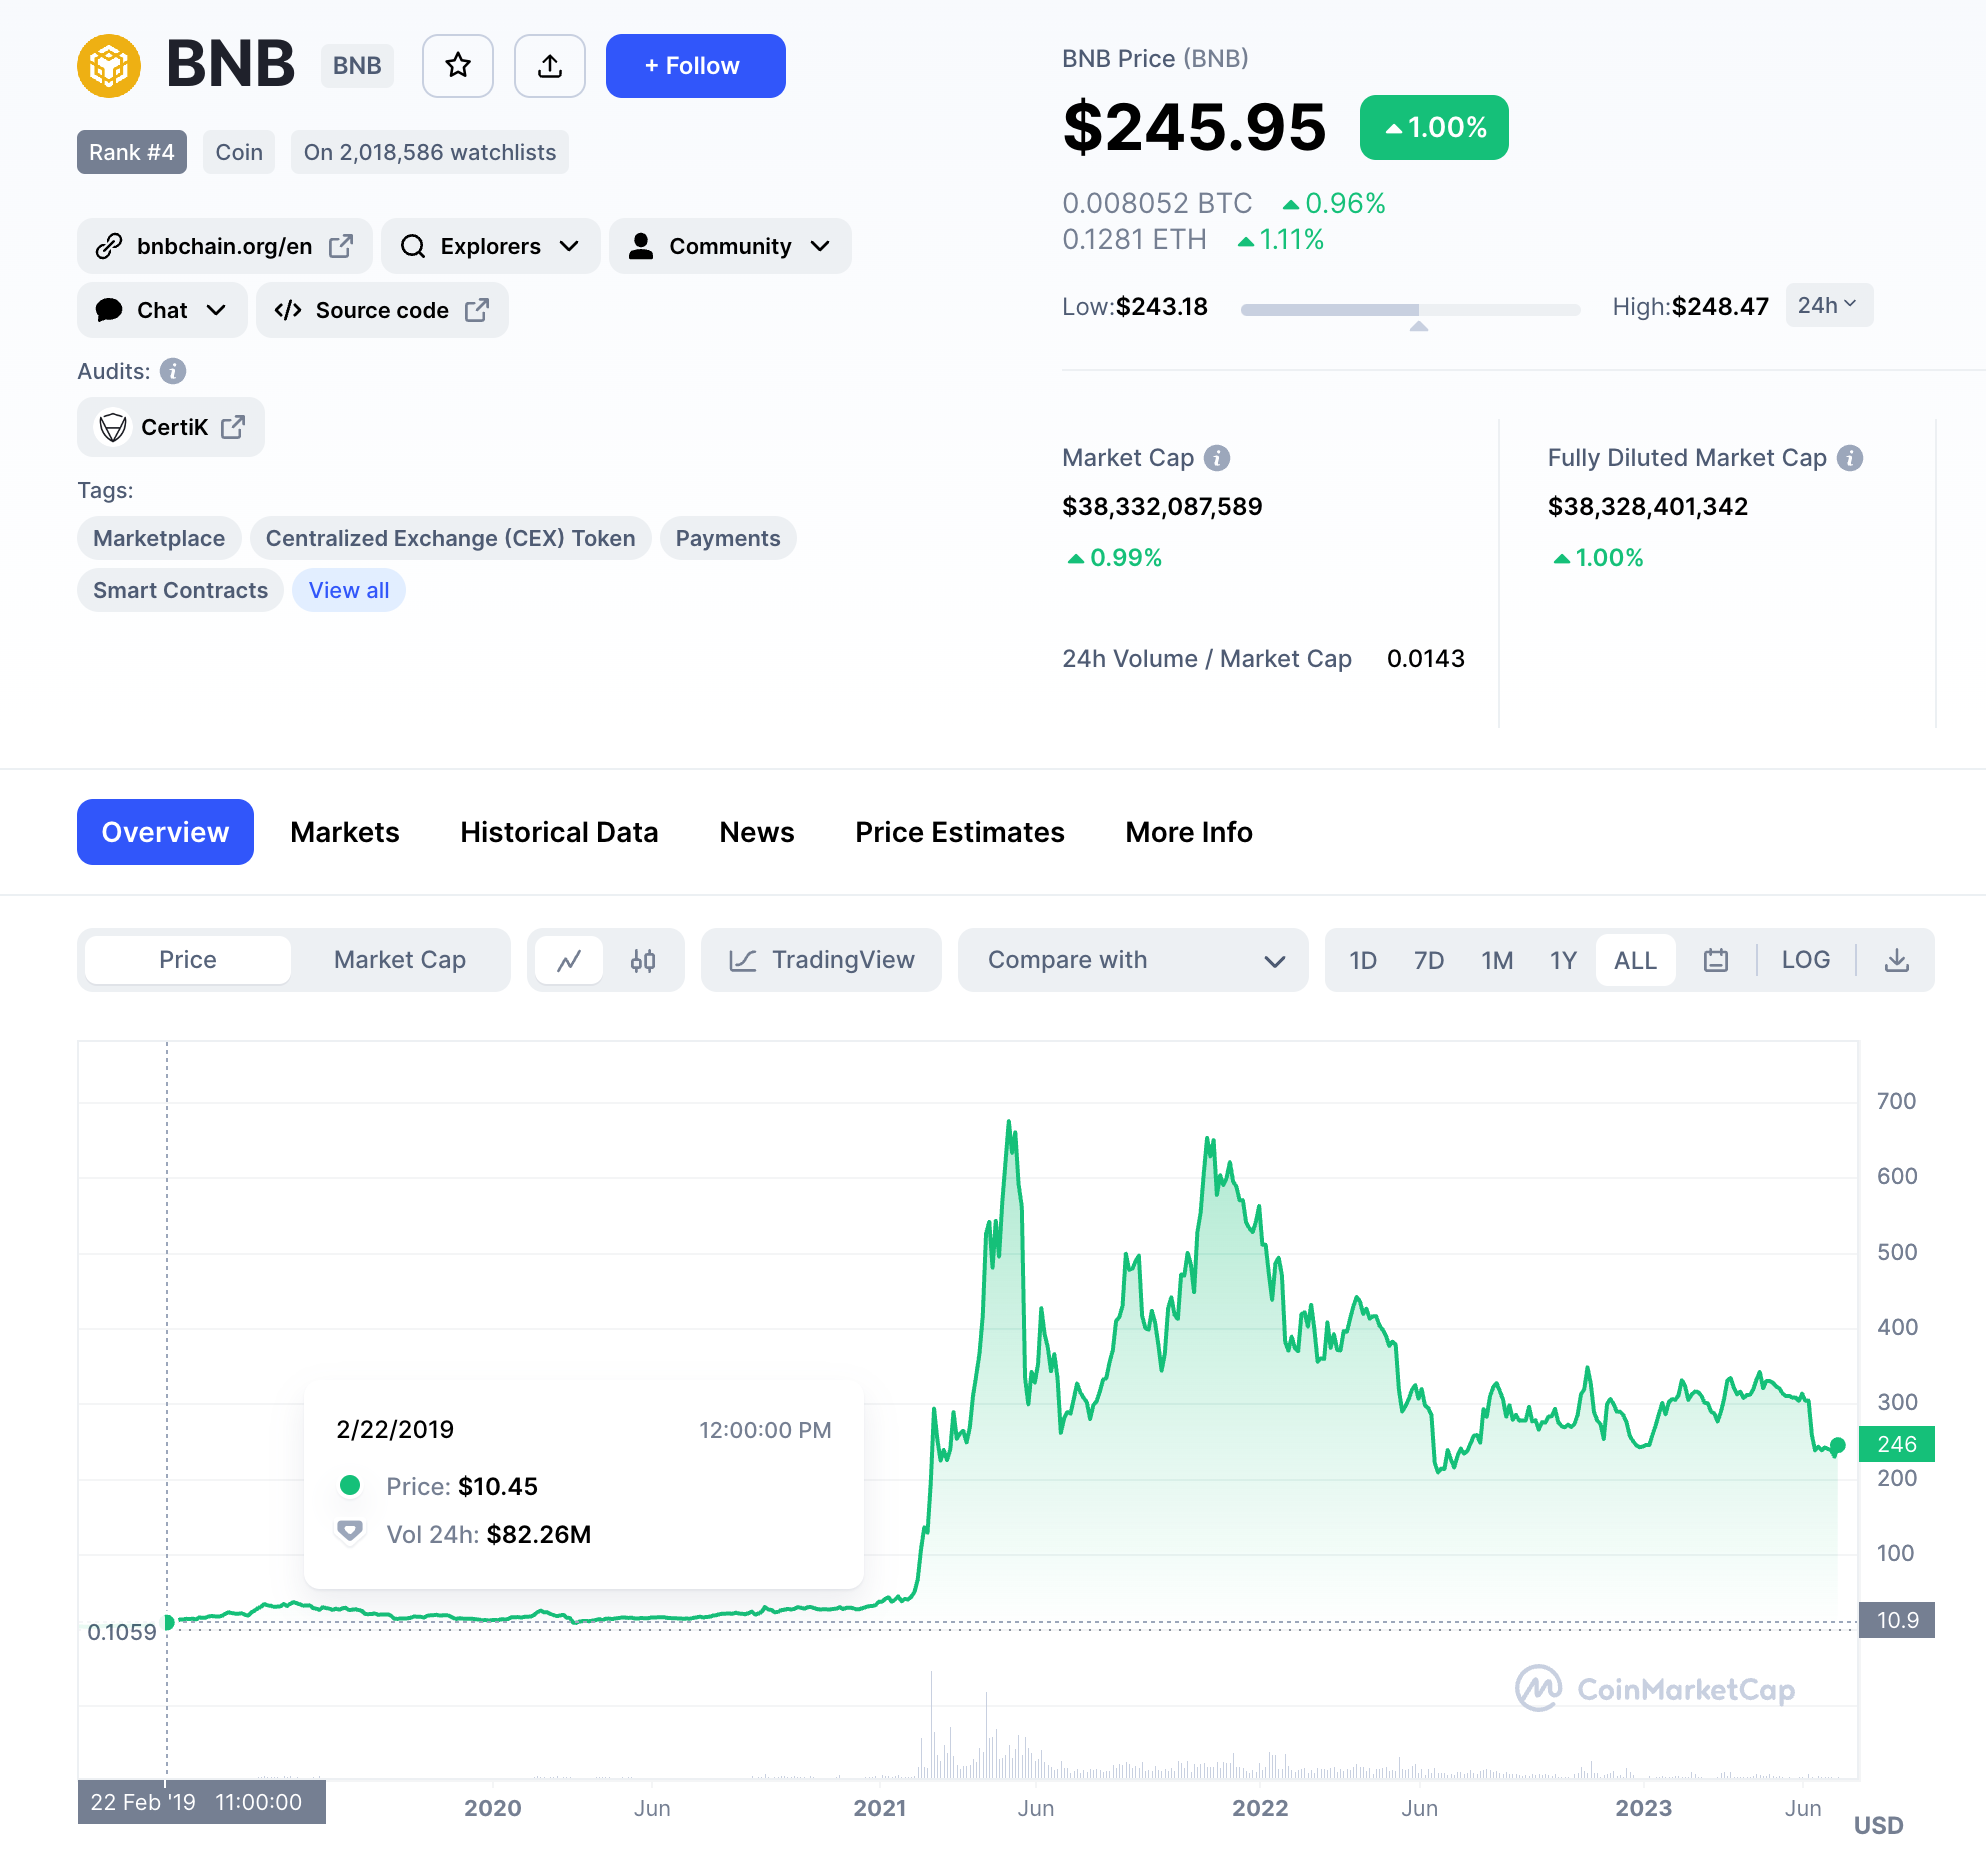 BNB BNB + Follow
Rank #4 Coin On 2,018,586 watchlists
bnbchain.org/en Explorers Community
Chat Source code
Audits:
CertiK
Tags:
Marketplace Centralized Exchange (CEX) Token Payments
Smart Contracts View all
BNB Price (BNB)
$245.95 1.00%
0.008052 BTC 0.96%
0.1281 ETH 1.11%
Low:$243.18 High:$248.47 24h
Market Cap
$38,332,087,589
0.99%
24h Volume / Market Cap 0.0143
Fully Diluted Market Cap
$38,328,401,342
1.00%
Overview Markets Historical Data News Price Estimates More Info
Price Market Cap TradingView Compare with 1D 7D 1M 1Y ALL LOG
700
600
500
400
300
246
200
100
10.9
2/22/2019 12:00:00 PM
Price: $10.45
Vol 24h: $82.26M
0.1059
CoinMarketCap
22 Feb '19 11:00:00 2020 Jun 2021 Jun 2022 Jun 2023 Jun
USD